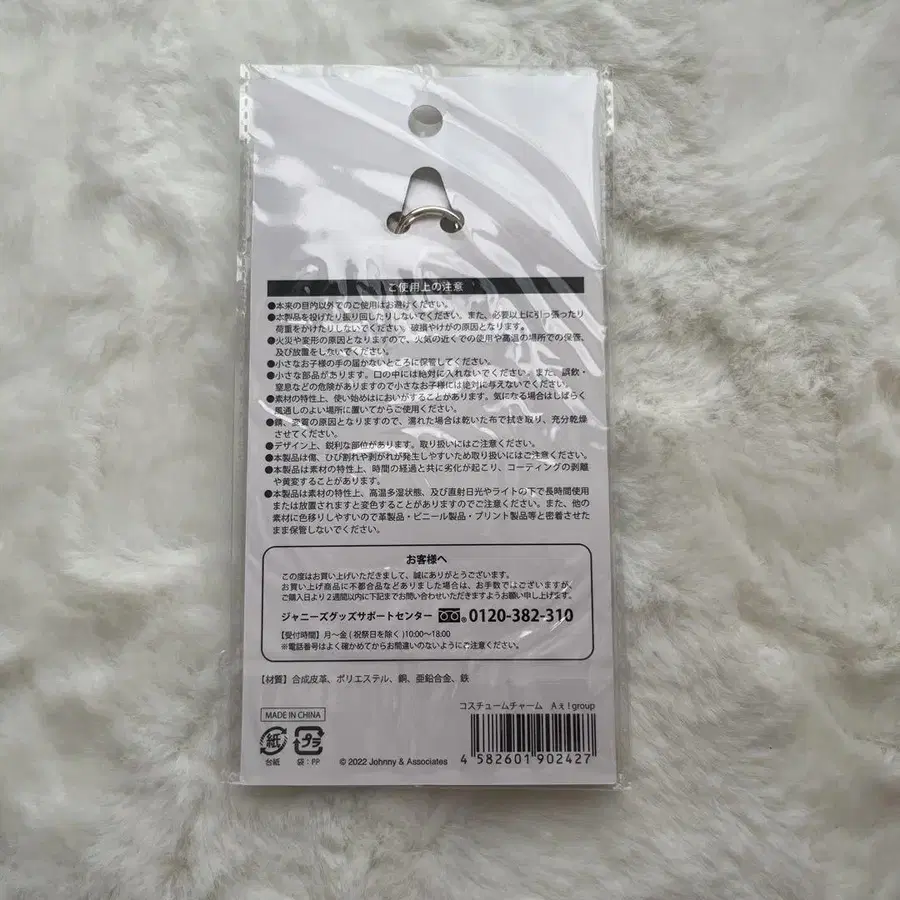 ご使用上の注意
●本来の目的以外でのご使用はお避けください。
●本製品を投げたり振り回したりしないでください。また、必要以上に引っ張ったり
荷重をかけたりしないでください。破損やけがの原因となります。
●火災や変形の原因となりますので、火気の近くでの使用や高温の場所での保管、
及び放置をしないでください。
●小さなお子様の手の届かないところに保管してください。
●小さな部品があります。口の中には絶対に入れないでください。また、誤飲・
窒息などの危険がありますので小さなお子様には絶対に与えないでください。
●素材の特性上、使い始めはにおいがすることがあります。気になる場合はしばらく
風通しのよい場所に置いてからご使用ください。
●錆、変質の原因となりますので、濡れた場合は乾いた布で拭き取り、充分乾燥
させてください。
●デザイン上、鋭利な部位があります。取り扱いにはご注意ください。
●本製品は傷、ひび割れや剥がれが発生しやすいため取り扱いにはご注意ください。
●本製品は素材の特性上、時間の経過と共に劣化が起こり、コーティングの剥離
や黄変することがあります。
●本製品は素材の特性上、高温多湿状態、及び直射日光やライトの下で長時間使用
または放置されますと変色することがありますのでご注意ください。また、他の
素材に色移りしやすいので革製品・ビニール製品・プリント製品等と密着させた
まま保管しないでください。
お客様へ
この度はお買い上げいただきまして、誠にありがとうございます。
お買い上げ商品に不都合品などありました場合は、お手数ではございますが、
ご購入日より2週間以内に下記までお問い合わせいただきますようお願い申し上げます。
ジャニーズグッズサポートセンター 0120-382-310
【受付時間】月〜金(祝祭日を除く)10:00〜18:00
※電話番号はよく確かめてからお間違いのないようにご注意ください。
【材質】合成皮革、ポリエステル、銅、亜鉛合金、鉄
コスチュームチャーム Aぇ!group
MADE IN CHINA
紙 プラ
台紙 袋:PP
© 2022 Johnny & Associates
4 582601 902427